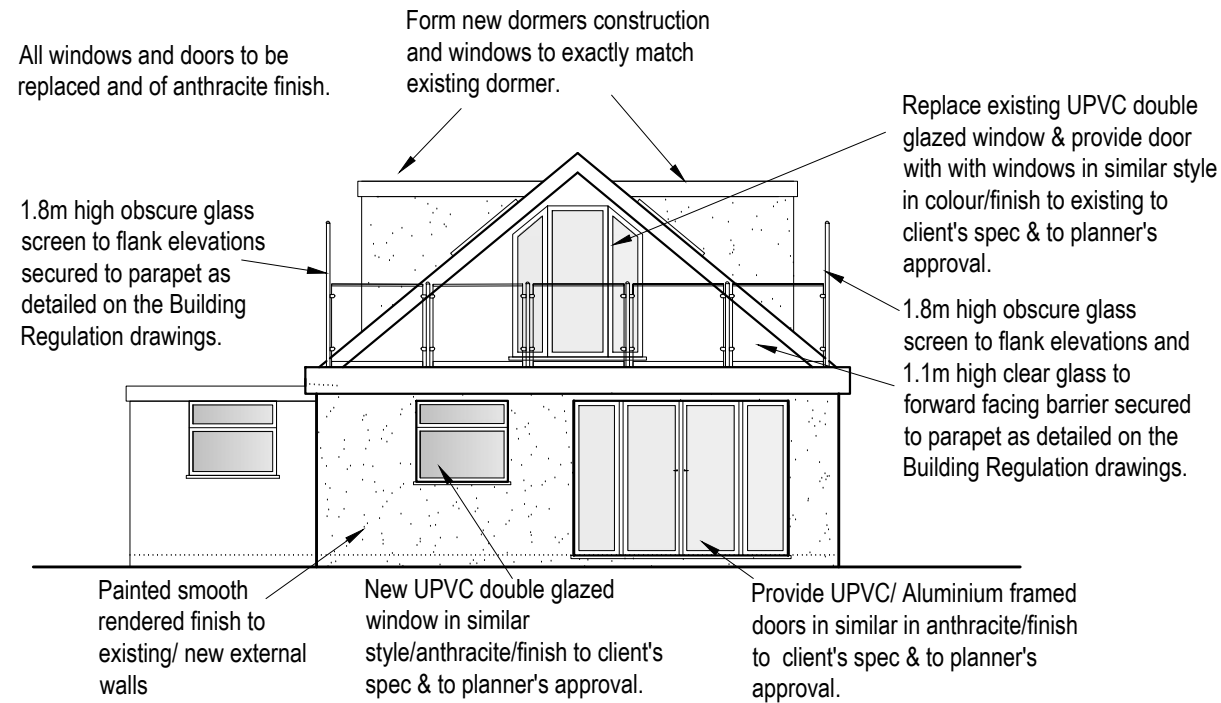 All windows and doors to be
replaced and of anthracite finish.
Form new dormers construction
and windows to exactly match
existing dormer.
Replace existing UPVC double
glazed window & provide door
with with windows in similar style
in colour/finish to existing to
client's spec & to planner's
approval.
1.8m high obscure glass
screen to flank elevations
secured to parapet as
detailed on the Building
Regulation drawings.
1.8m high obscure glass
screen to flank elevations and
1.1m high clear glass to
forward facing barrier secured
to parapet as detailed on the
Building Regulation drawings.
Painted smooth
rendered finish to
existing/ new external
walls
New UPVC double glazed
window in similar
style/anthracite/finish to client's
spec & to planner's approval.
Provide UPVC/ Aluminium framed
doors in similar in anthracite/finish
to client's spec & to planner's
approval.